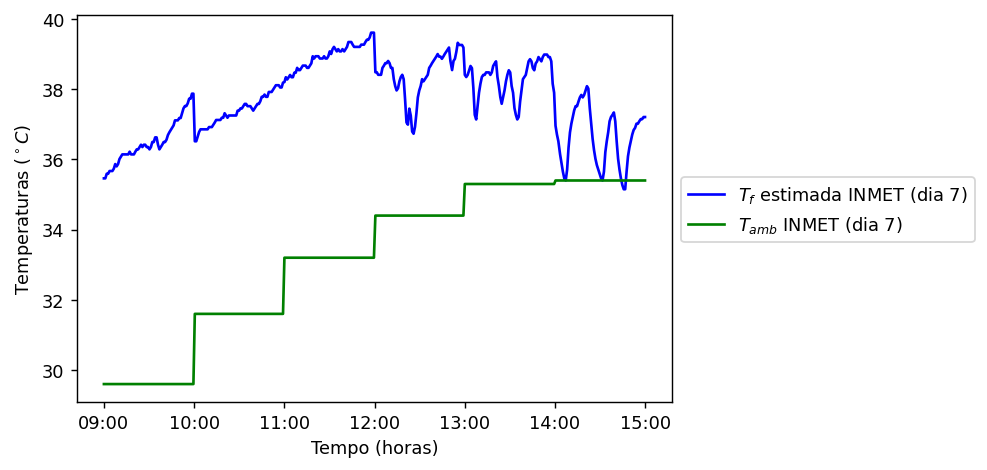 40
38
36
34
32
30
Temperaturas (°C)
09:00 10:00 11:00 12:00 13:00 14:00 15:00
Tempo (horas)
T_f estimada INMET (dia 7)
T_amb INMET (dia 7)